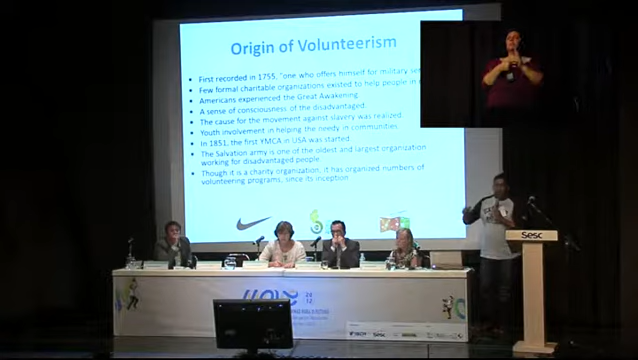 Origin of Volunteerism
First recorded in 1755, "one who offers himself for military
Few formal charitable organizations existed to help people in
Americans experienced the Great Awakening.
A sense of consciousness of the disadvantaged.
The cause for the movement against slavery was realized.
Youth involvement in helping the needy in communities.
In 1851, the first YMCA in USA was started.
The Salvation army is one of the oldest and largest organization
working for disadvantaged people.
Though it is a charity organization, it has organized numbers of
volunteering programs, since its inception
Sesc
2012